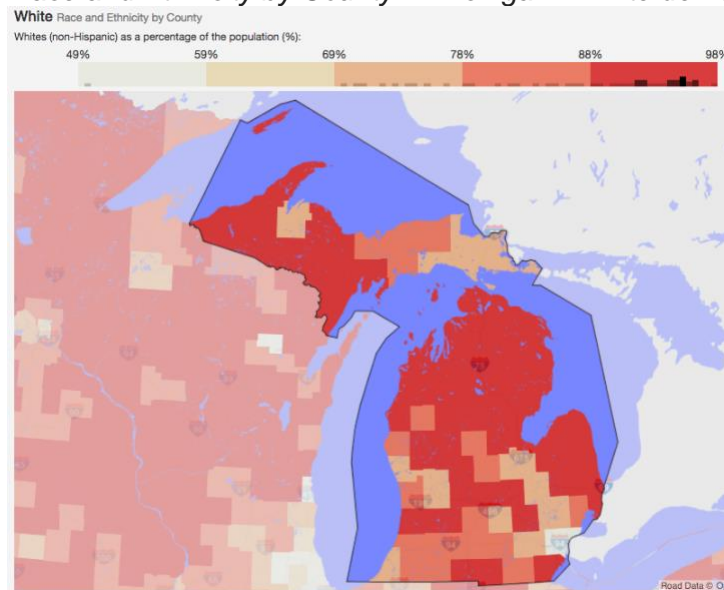 White Race and Ethnicity by County
Whites (non-Hispanic) as a percentage of the population (%):
49% 59% 69% 78% 88% 98%
Road Data ©